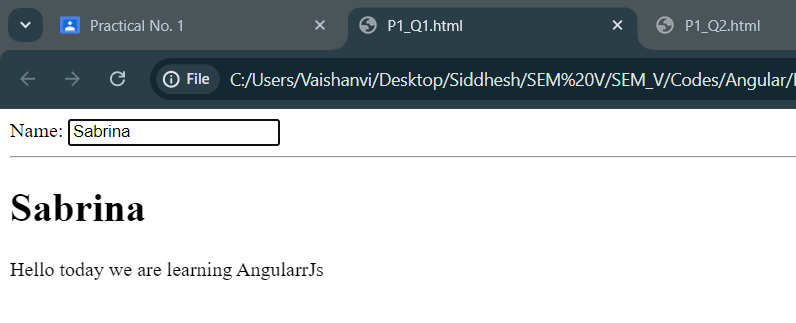 Practical No. 1
P1_Q1.html
P1_Q2.html
File
C:/Users/Vaishanvi/Desktop/Siddhesh/SEM%20V/SEM_V/Codes/Angular/
Name: Sabrina
Sabrina
Hello today we are learning AngularrJs